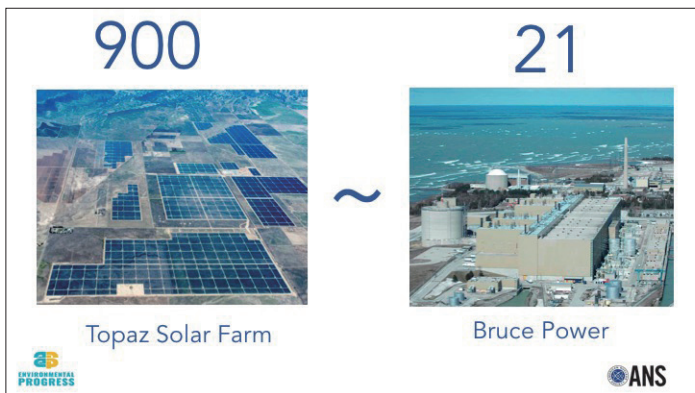 900
21
~
Topaz Solar Farm
Bruce Power
ENVIRONMENTAL
PROGRESS
ANS